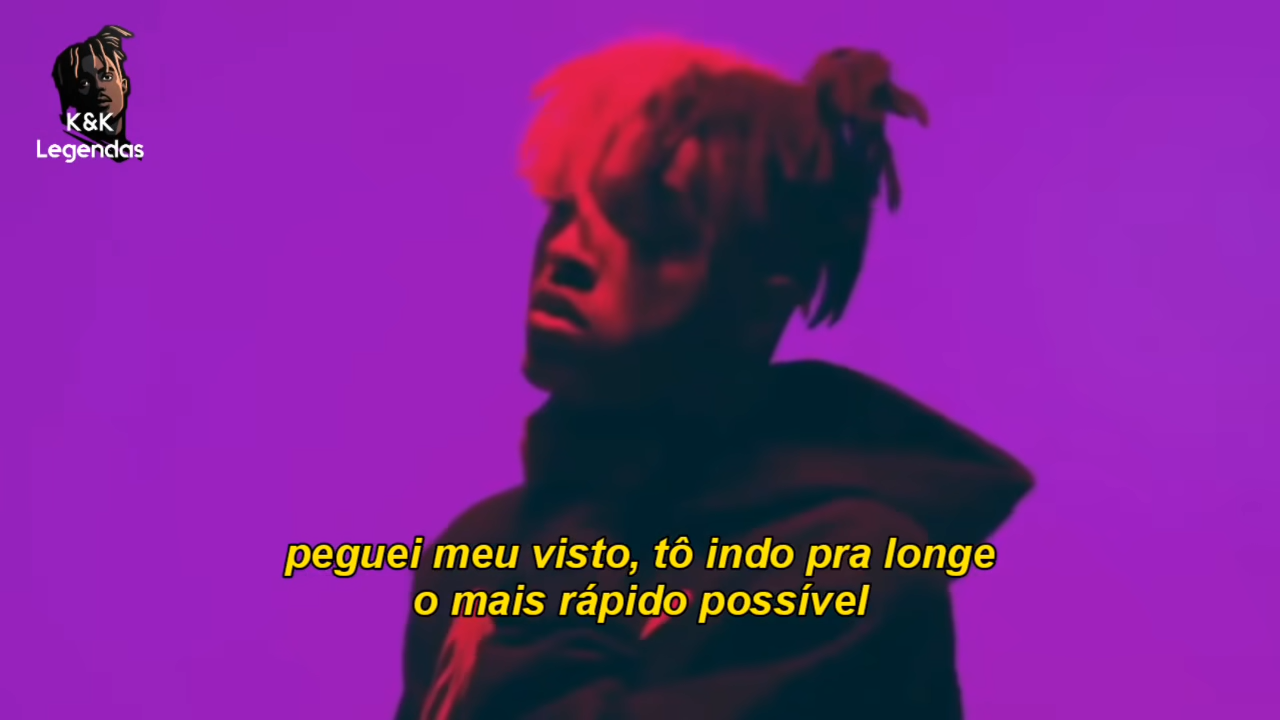 K&K
Legendas
peguei meu visto, tô indo pra longe
o mais rápido possível